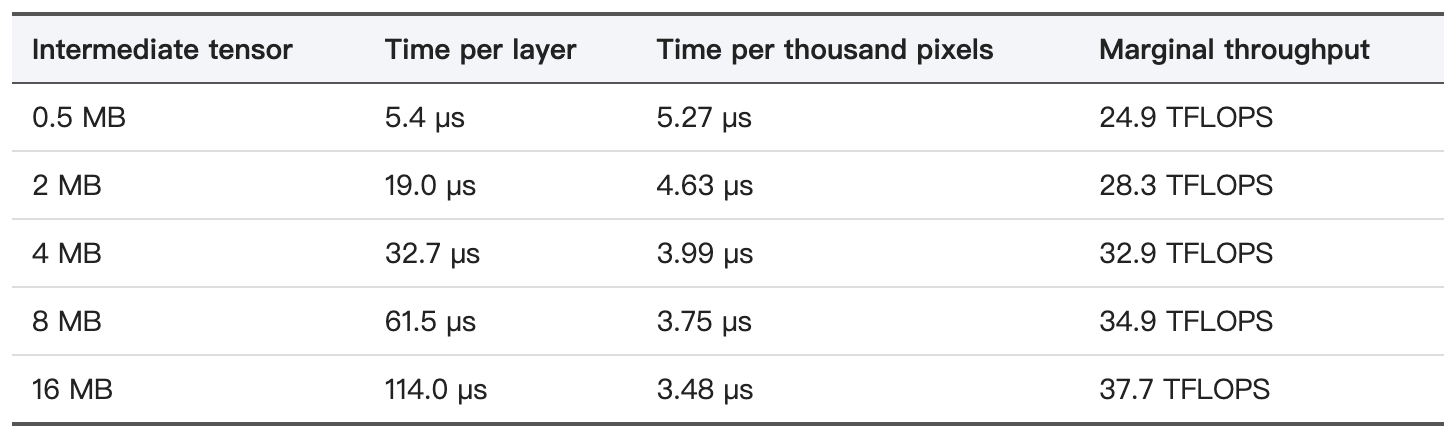 Intermediate tensor Time per layer Time per thousand pixels Marginal throughput
0.5 MB 5.4 µs 5.27 µs 24.9 TFLOPS
2 MB 19.0 µs 4.63 µs 28.3 TFLOPS
4 MB 32.7 µs 3.99 µs 32.9 TFLOPS
8 MB 61.5 µs 3.75 µs 34.9 TFLOPS
16 MB 114.0 µs 3.48 µs 37.7 TFLOPS